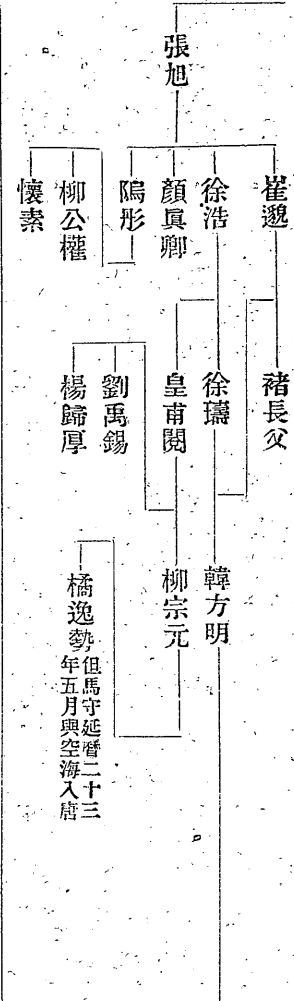 張旭
崔邈
徐浩
顏眞卿
鄔彤
柳公權
懷素
褚長文
徐璹
皇甫閱
劉禹錫
楊歸厚
韓方明
柳宗元
橘逸勢 但馬守延曆二十三
年五月與空海入唐